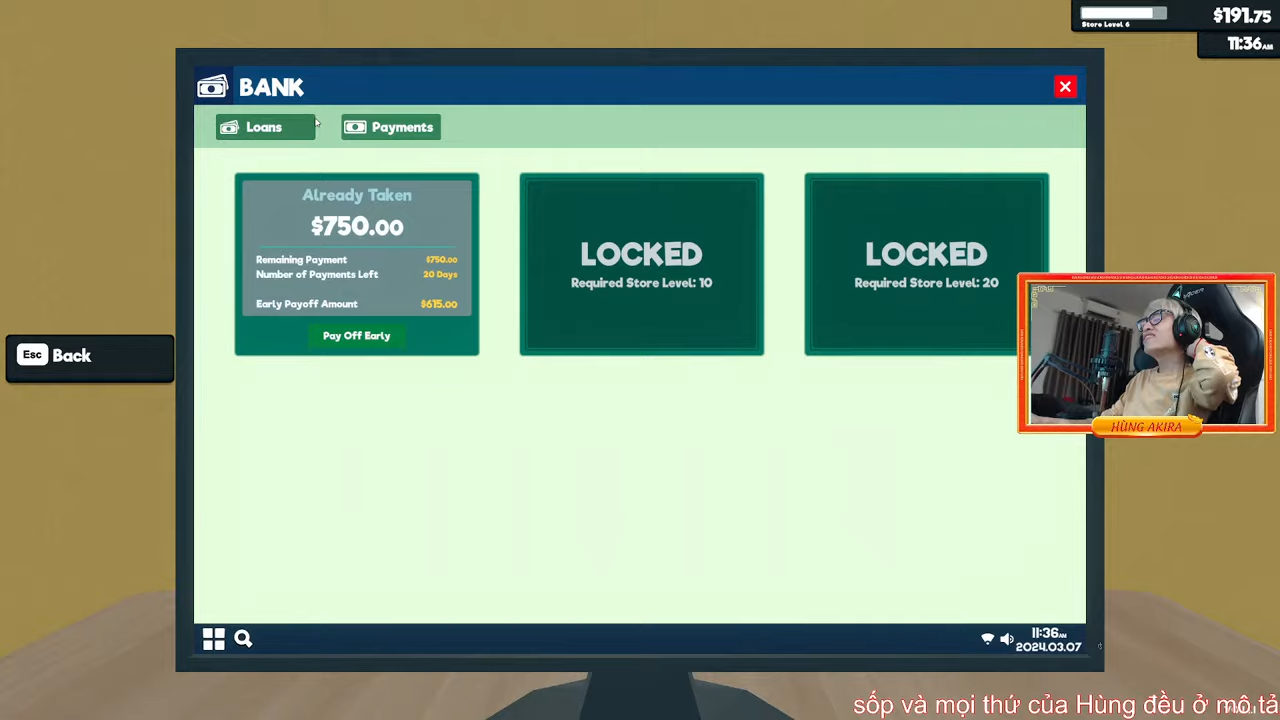 $191.75
Store Level 6
11:36AM
BANK
Loans
Payments
Already Taken
$750.00
Remaining Payment $750.00
Number of Payments Left 20 Days
Early Payoff Amount $615.00
Pay Off Early
LOCKED
Required Store Level: 10
LOCKED
Required Store Level: 20
Esc Back
HÙNG AKIRA
11:36AM
2024.03.07
sốp và mọi thứ của Hùng đều ở mô tả